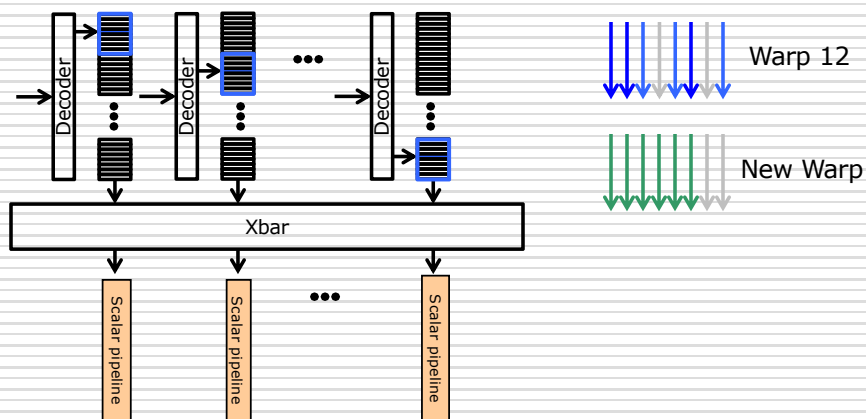 Decoder
Decoder
Decoder
Warp 12
New Warp
Xbar
Scalar pipeline
Scalar pipeline
Scalar pipeline